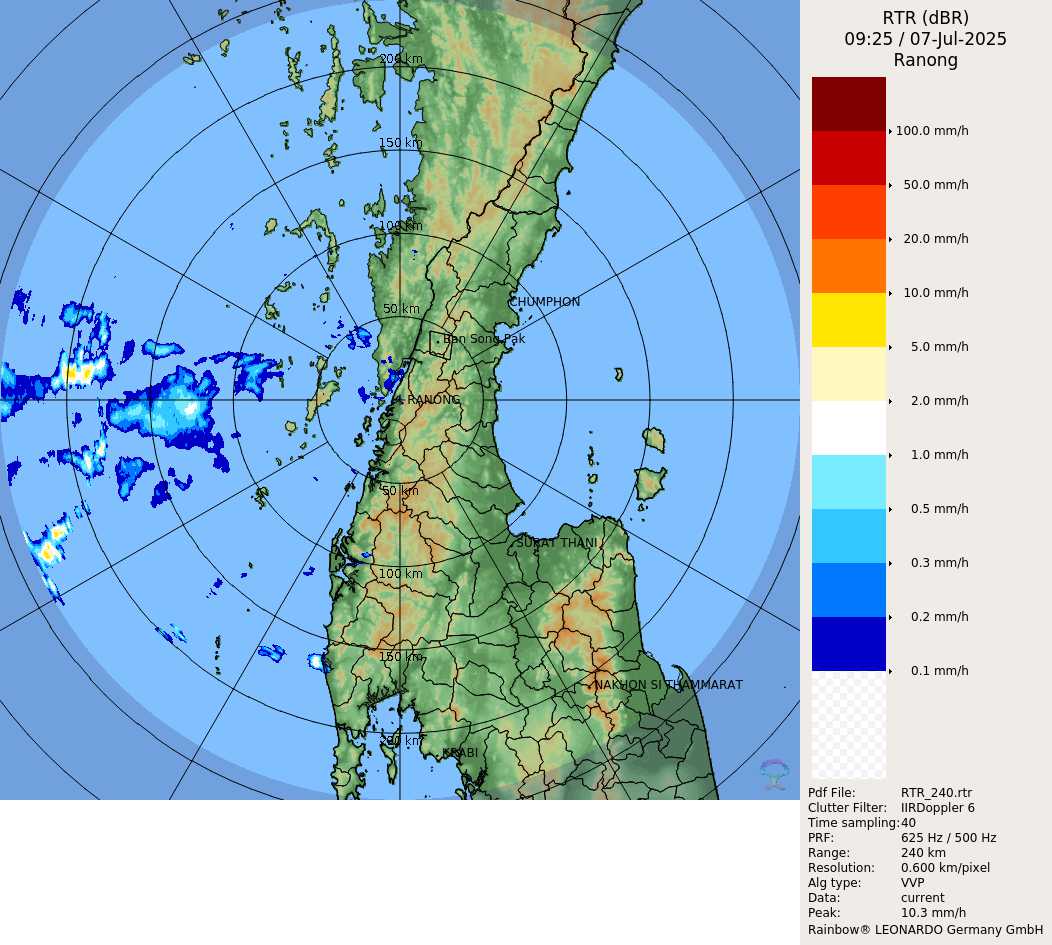 RTR (dBR)
09:25 / 07-Jul-2025
Ranong
200 km
150 km
100 km
50 km
CHUMPHON
Ban Song Pak
RANONG
50 km
SURAT THANI
100 km
150 km
NAKHON SI THAMMARAT
200 km
KRABI
100.0 mm/h
50.0 mm/h
20.0 mm/h
10.0 mm/h
5.0 mm/h
2.0 mm/h
1.0 mm/h
0.5 mm/h
0.3 mm/h
0.2 mm/h
0.1 mm/h
Pdf File: RTR_240.rtr
Clutter Filter: IIRDoppler 6
Time sampling:40
PRF: 625 Hz / 500 Hz
Range: 240 km
Resolution: 0.600 km/pixel
Alg type: VVP
Data: current
Peak: 10.3 mm/h
Rainbow® LEONARDO Germany GmbH